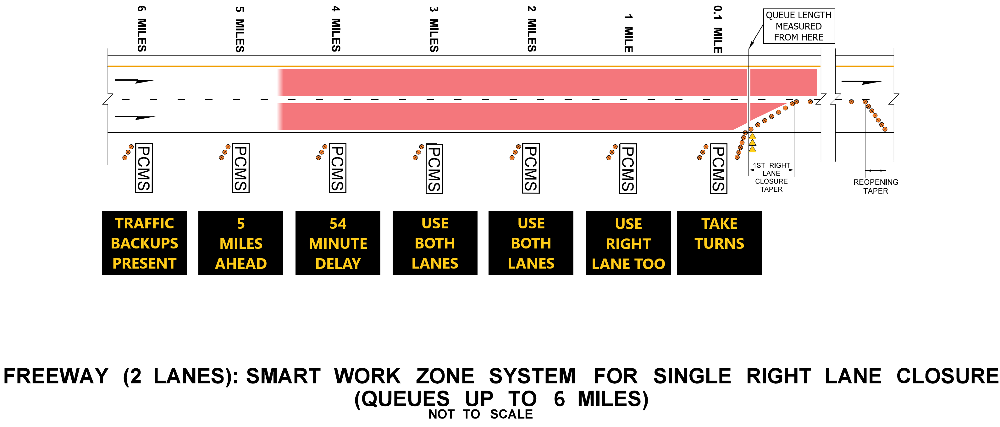 6 MILES
5 MILES
4 MILES
3 MILES
2 MILES
1 MILE
0.1 MILE
QUEUE LENGTH
MEASURED
FROM HERE
PCMS
PCMS
PCMS
PCMS
PCMS
PCMS
PCMS
1ST RIGHT
LANE
CLOSURE
TAPER
REOPENING
TAPER
TRAFFIC
BACKUPS
PRESENT
5
MILES
AHEAD
54
MINUTE
DELAY
USE
BOTH
LANES
USE
BOTH
LANES
USE
RIGHT
LANE TOO
TAKE
TURNS
FREEWAY (2 LANES): SMART WORK ZONE SYSTEM FOR SINGLE RIGHT LANE CLOSURE
(QUEUES UP TO 6 MILES)
NOT TO SCALE